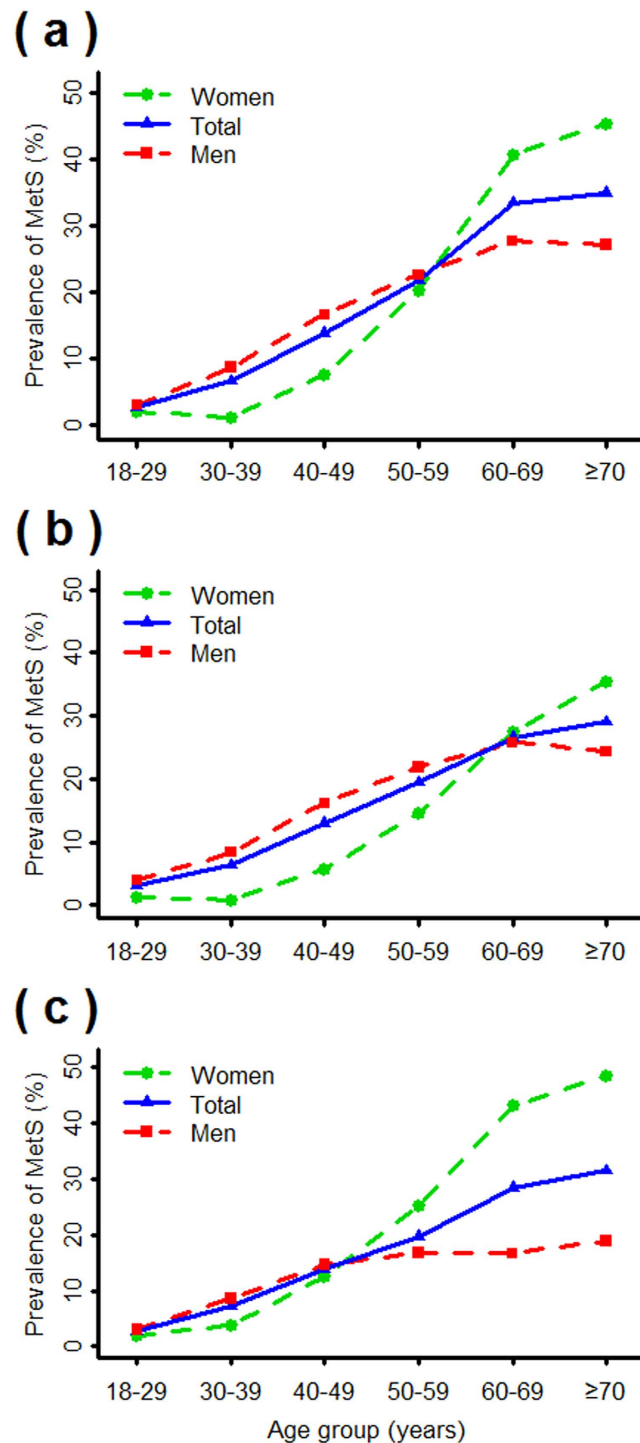 ( a )
Prevalence of MetS (%)
50
40
30
20
10
0
Women
Total
Men
18-29 30-39 40-49 50-59 60-69 ≥70
( b )
Prevalence of MetS (%)
50
40
30
20
10
0
Women
Total
Men
18-29 30-39 40-49 50-59 60-69 ≥70
( c )
Prevalence of MetS (%)
50
40
30
20
10
0
Women
Total
Men
18-29 30-39 40-49 50-59 60-69 ≥70
Age group (years)